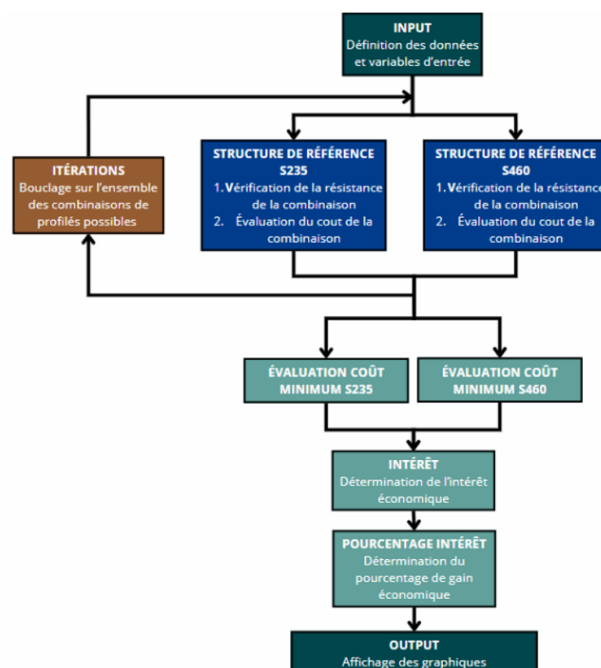 INPUT
Définition des données
et variables d'entrée
ITÉRATIONS
Bouclage sur l'ensemble
des combinaisons de
profilés possibles
STRUCTURE DE RÉFÉRENCE
S235
1. Vérification de la résistance
de la combinaison
2. Évaluation du cout de la
combinaison
STRUCTURE DE RÉFÉRENCE
S460
1. Vérification de la résistance
de la combinaison
2. Évaluation du cout de la
combinaison
ÉVALUATION COÛT
MINIMUM S235
ÉVALUATION COÛT
MINIMUM S460
INTÉRÊT
Détermination de l'intérêt
économique
POURCENTAGE INTÉRÊT
Détermination du
pourcentage de gain
économique
OUTPUT
Affichage des graphiques